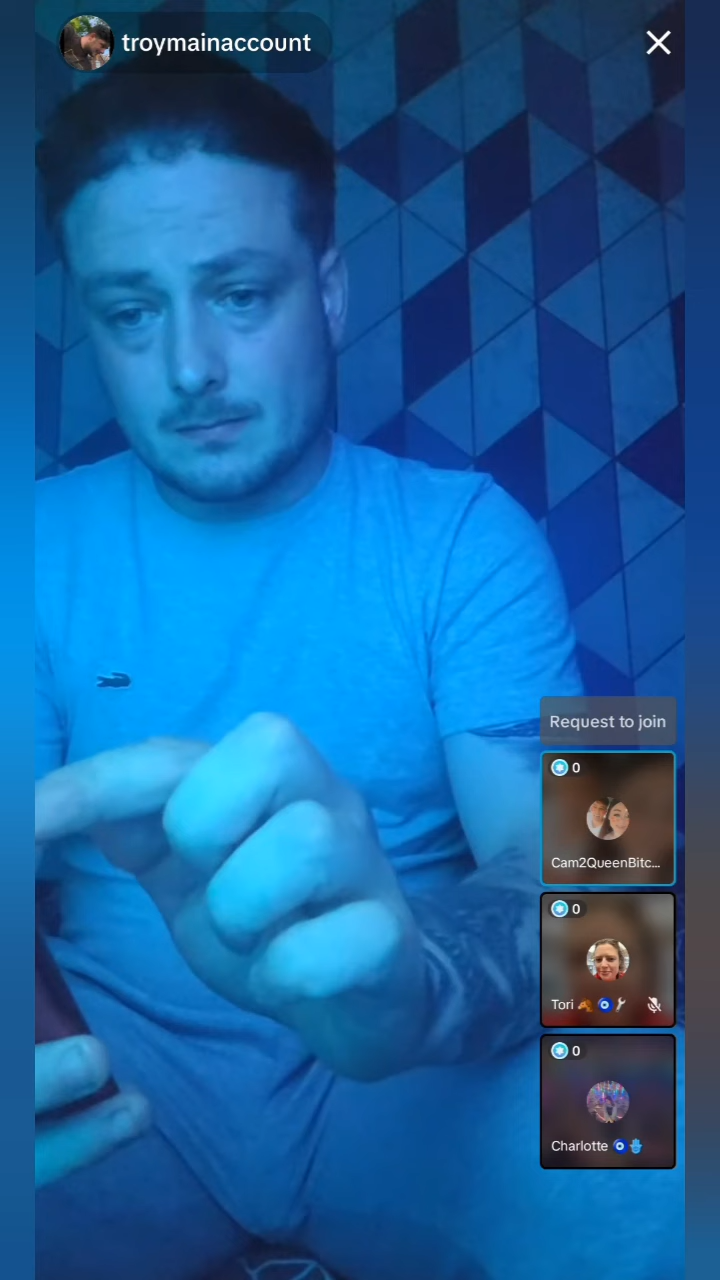 troymainaccount
Request to join
0
Cam2QueenBitc...
0
Tori 🍂🧿🔧
0
Charlotte 🧿🪬